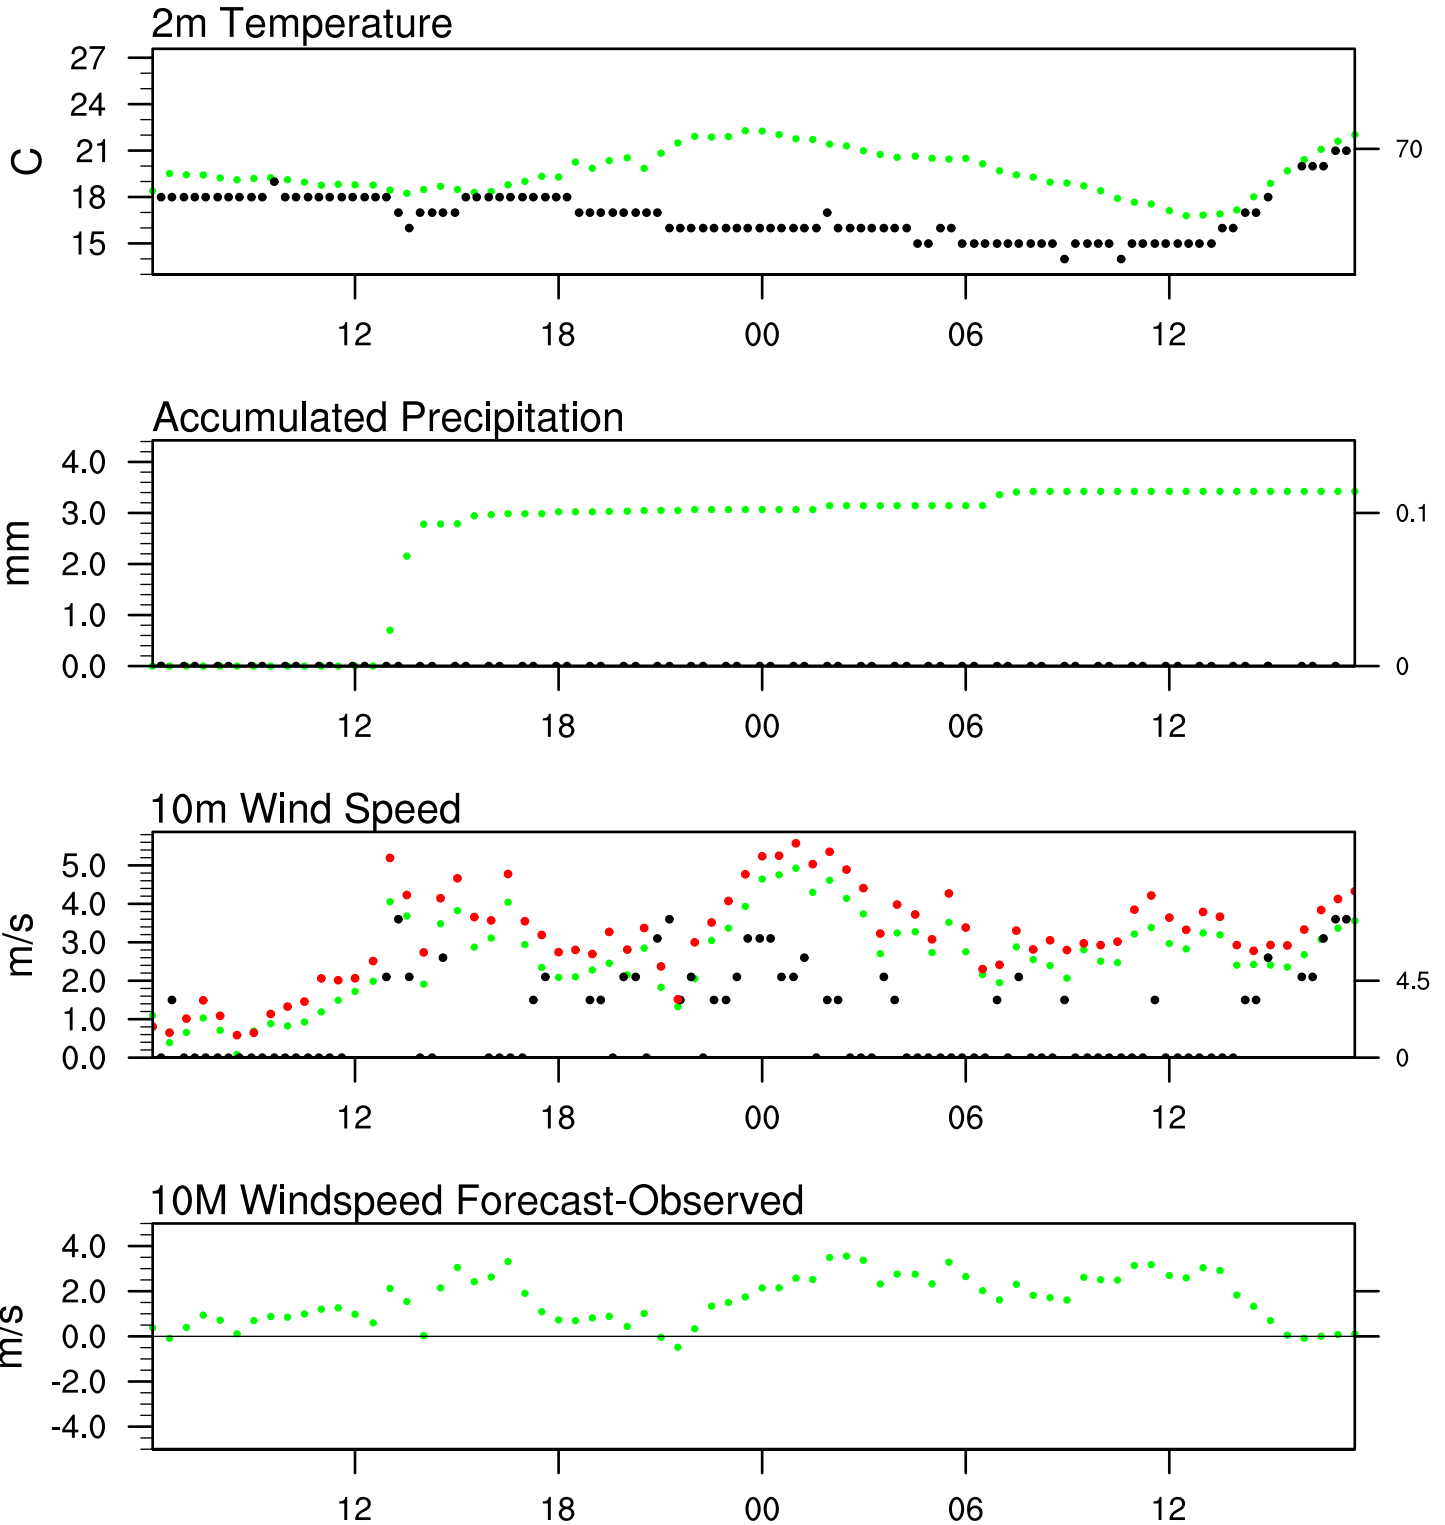 2m Temperature
27
24
21
18
15
C
70
12 18 00 06 12
Accumulated Precipitation
4.0
3.0
2.0
1.0
0.0
mm
0.1
0
12 18 00 06 12
10m Wind Speed
5.0
4.0
3.0
2.0
1.0
0.0
m/s
4.5
0
12 18 00 06 12
10M Windspeed Forecast-Observed
4.0
2.0
0.0
-2.0
-4.0
m/s
12 18 00 06 12